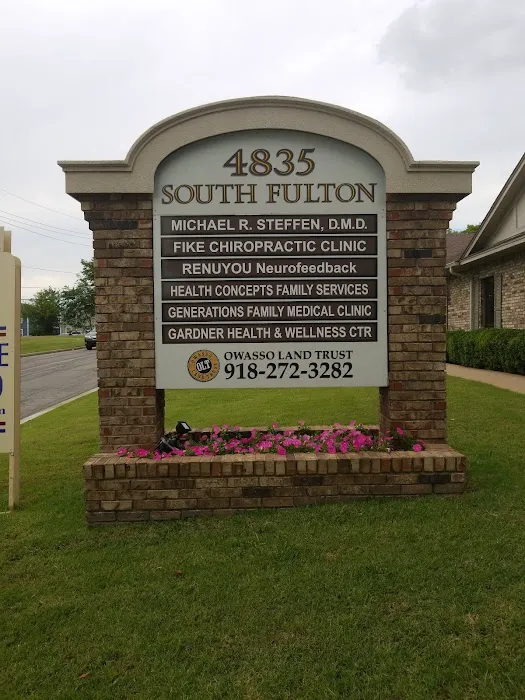 4835
SOUTH FULTON
MICHAEL R. STEFFEN, D.M.D.
FIKE CHIROPRACTIC CLINIC
RENUYOU Neurofeedback
HEALTH CONCEPTS FAMILY SERVICES
GENERATIONS FAMILY MEDICAL CLINIC
GARDNER HEALTH & WELLNESS CTR
OLT
OWASSO LAND TRUST
918-272-3282